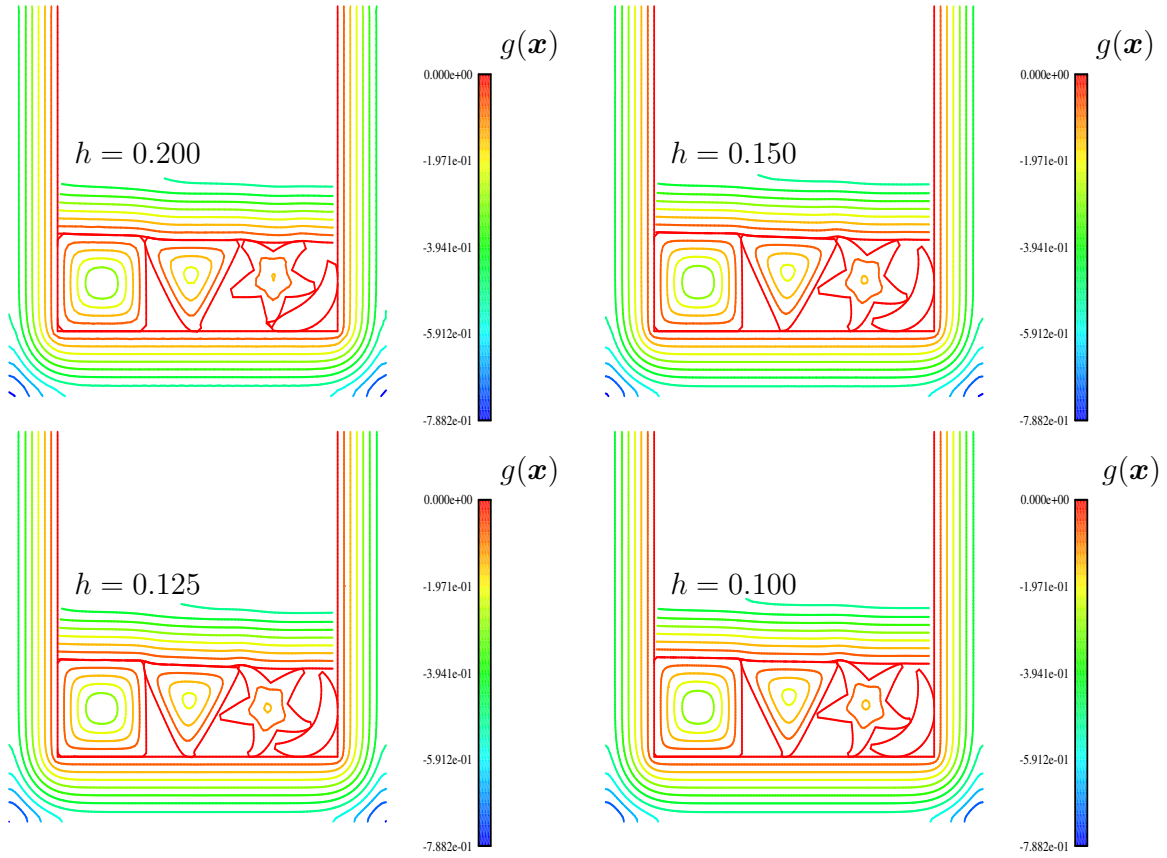 g(x)
0.000e+00
-1.971e-01
-3.941e-01
-5.912e-01
-7.882e-01
h = 0.200
g(x)
0.000e+00
-1.971e-01
-3.941e-01
-5.912e-01
-7.882e-01
h = 0.150
g(x)
0.000e+00
-1.971e-01
-3.941e-01
-5.912e-01
-7.882e-01
h = 0.125
g(x)
0.000e+00
-1.971e-01
-3.941e-01
-5.912e-01
-7.882e-01
h = 0.100